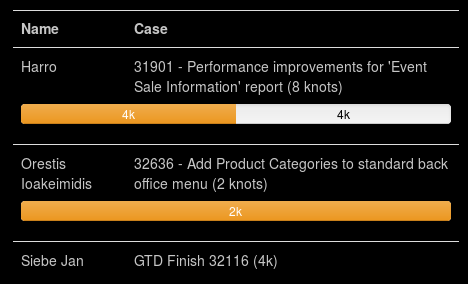 Name Case
Harro 31901 - Performance improvements for 'Event
Sale Information' report (8 knots)
4k 4k
Orestis 32636 - Add Product Categories to standard back
Ioakeimidis office menu (2 knots)
2k
Siebe Jan GTD Finish 32116 (4k)